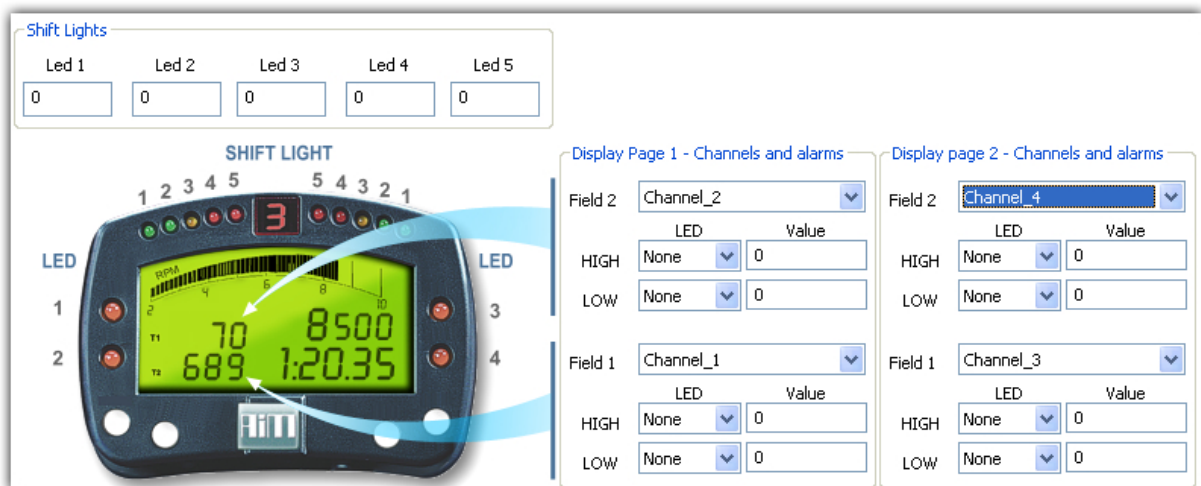 Shift Lights
Led 1 Led 2 Led 3 Led 4 Led 5
0 0 0 0 0
SHIFT LIGHT
1 2 3 4 5 3 5 4 3 2 1
LED LED
RPM
2 4 6 8 10
1 3
T1 70 8500
2 4
T2 689 1:20.35
AiM
Display Page 1 - Channels and alarms
Field 2 Channel_2
LED Value
HIGH None 0
LOW None 0
Field 1 Channel_1
LED Value
HIGH None 0
LOW None 0
Display page 2 - Channels and alarms
Field 2 Channel_4
LED Value
HIGH None 0
LOW None 0
Field 1 Channel_3
LED Value
HIGH None 0
LOW None 0